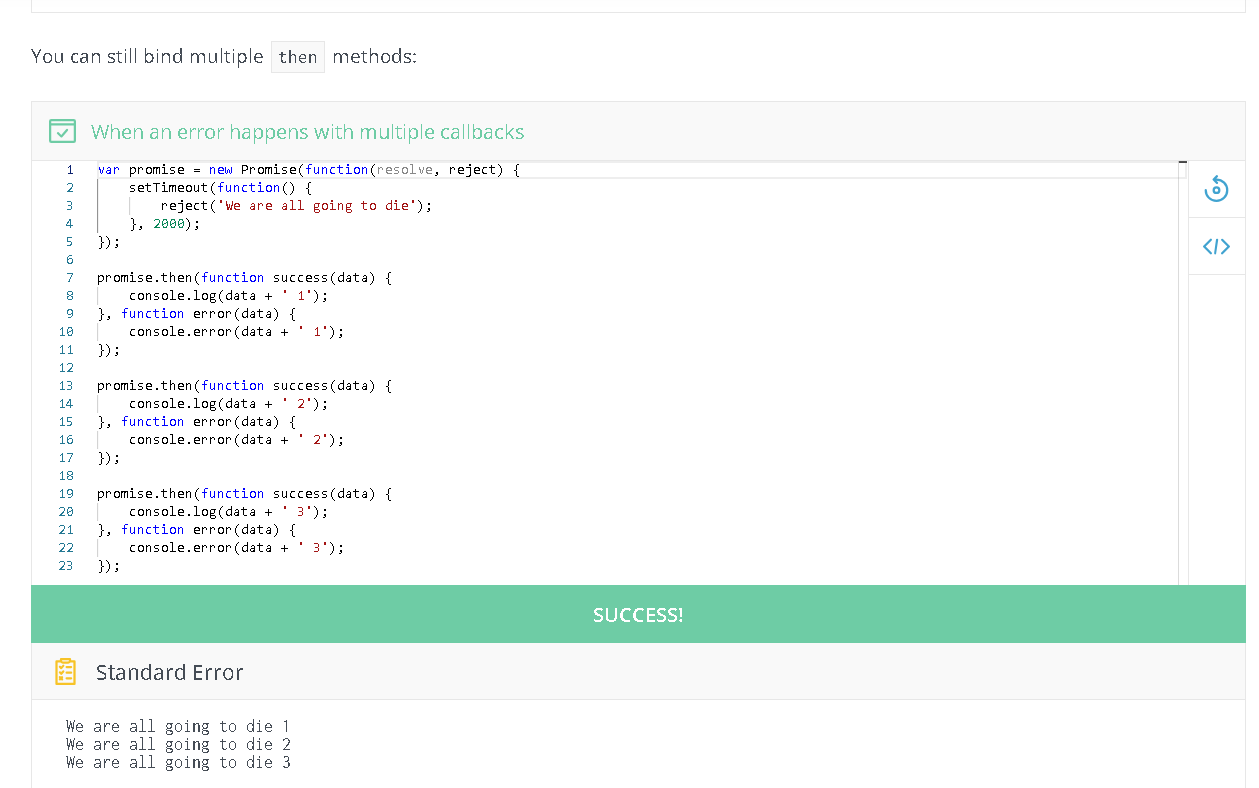 You can still bind multiple then methods:
When an error happens with multiple callbacks
1 var promise = new Promise(function(resolve, reject) {
2     setTimeout(function() {
3         reject('We are all going to die');
4     }, 2000);
5 });
6
7 promise.then(function success(data) {
8     console.log(data + ' 1');
9 }, function error(data) {
10     console.error(data + ' 1');
11 });
12
13 promise.then(function success(data) {
14     console.log(data + ' 2');
15 }, function error(data) {
16     console.error(data + ' 2');
17 });
18
19 promise.then(function success(data) {
20     console.log(data + ' 3');
21 }, function error(data) {
22     console.error(data + ' 3');
23 });
SUCCESS!
Standard Error
We are all going to die 1
We are all going to die 2
We are all going to die 3